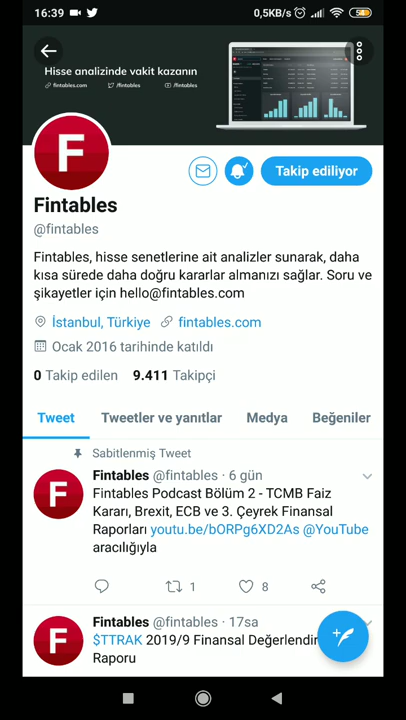 16:39
0,5KB/s
54
Hisse analizinde vakit kazanın
fintables.com /fintables /fintables
F
Takip ediliyor
Fintables
@fintables
Fintables, hisse senetlerine ait analizler sunarak, daha
kısa sürede daha doğru kararlar almanızı sağlar. Soru ve
şikayetler için hello@fintables.com
İstanbul, Türkiye fintables.com
Ocak 2016 tarihinde katıldı
0 Takip edilen 9.411 Takipçi
Tweet Tweetler ve yanıtlar Medya Beğeniler
Sabitlenmiş Tweet
F
Fintables @fintables · 6 gün
Fintables Podcast Bölüm 2 - TCMB Faiz
Kararı, Brexit, ECB ve 3. Çeyrek Finansal
Raporları youtu.be/bORPg6XD2As @YouTube
aracılığıyla
1 8
F
Fintables @fintables · 17sa
$TTRAK 2019/9 Finansal Değerlendir
Raporu